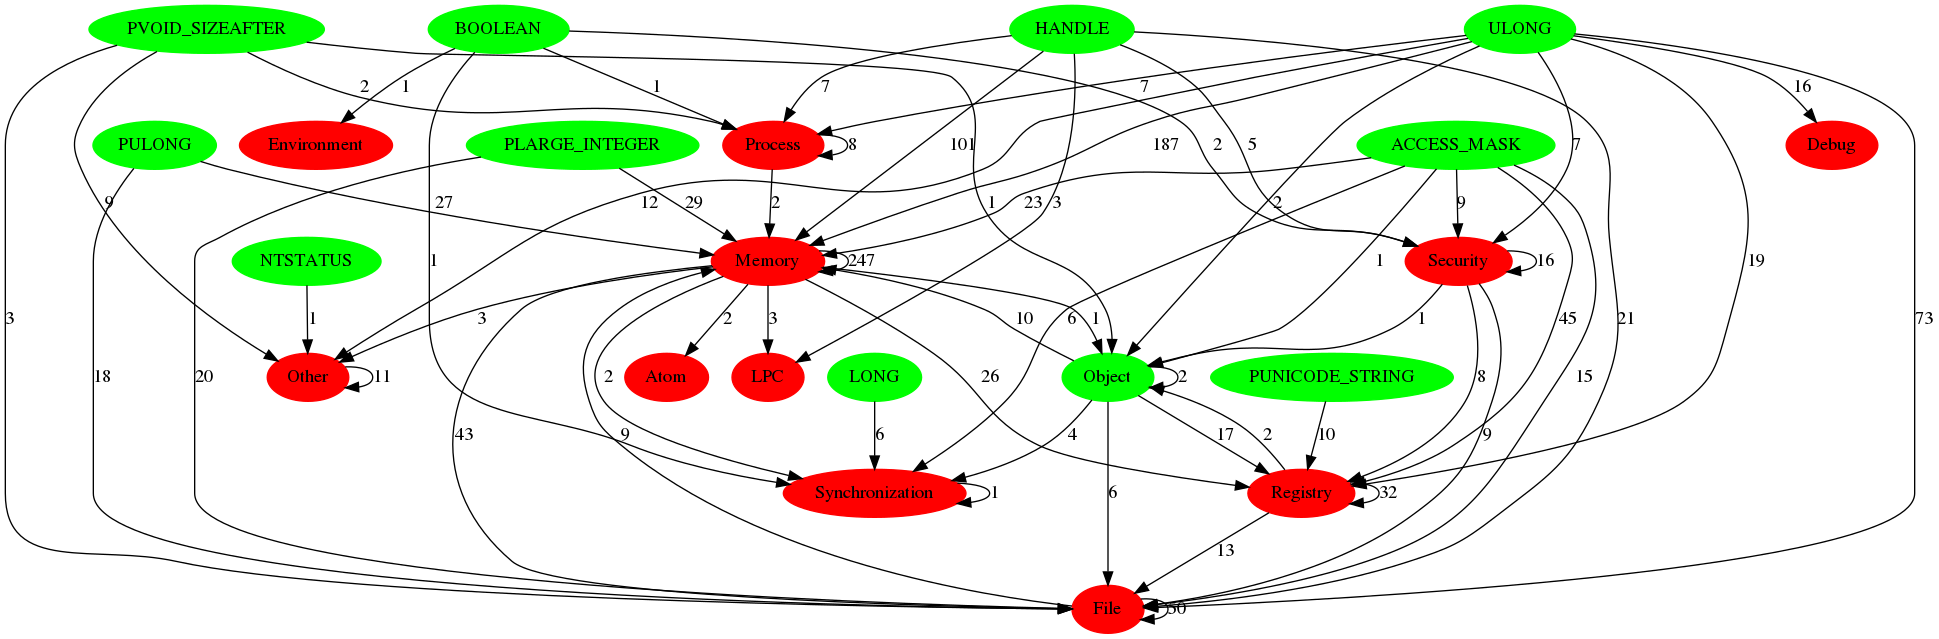 PVOID_SIZEAFTER BOOLEAN HANDLE ULONG
2 1 1 7 7 16
PULONG Environment PLARGE_INTEGER Process 8 101 187 2 5 ACCESS_MASK 7 Debug
9 27 12 29 2 1 23 3 2 9
NTSTATUS 1 Memory 247 1 Security 16 45 19
3 1 3 2 3 10 1 6 1 21 73
18 20 Other 11 43 2 9 Atom LPC LONG 26 Object 2 PUNICODE_STRING 8 9 15
6 4 17 2 10
Synchronization 1 6 Registry 32
13
File 50